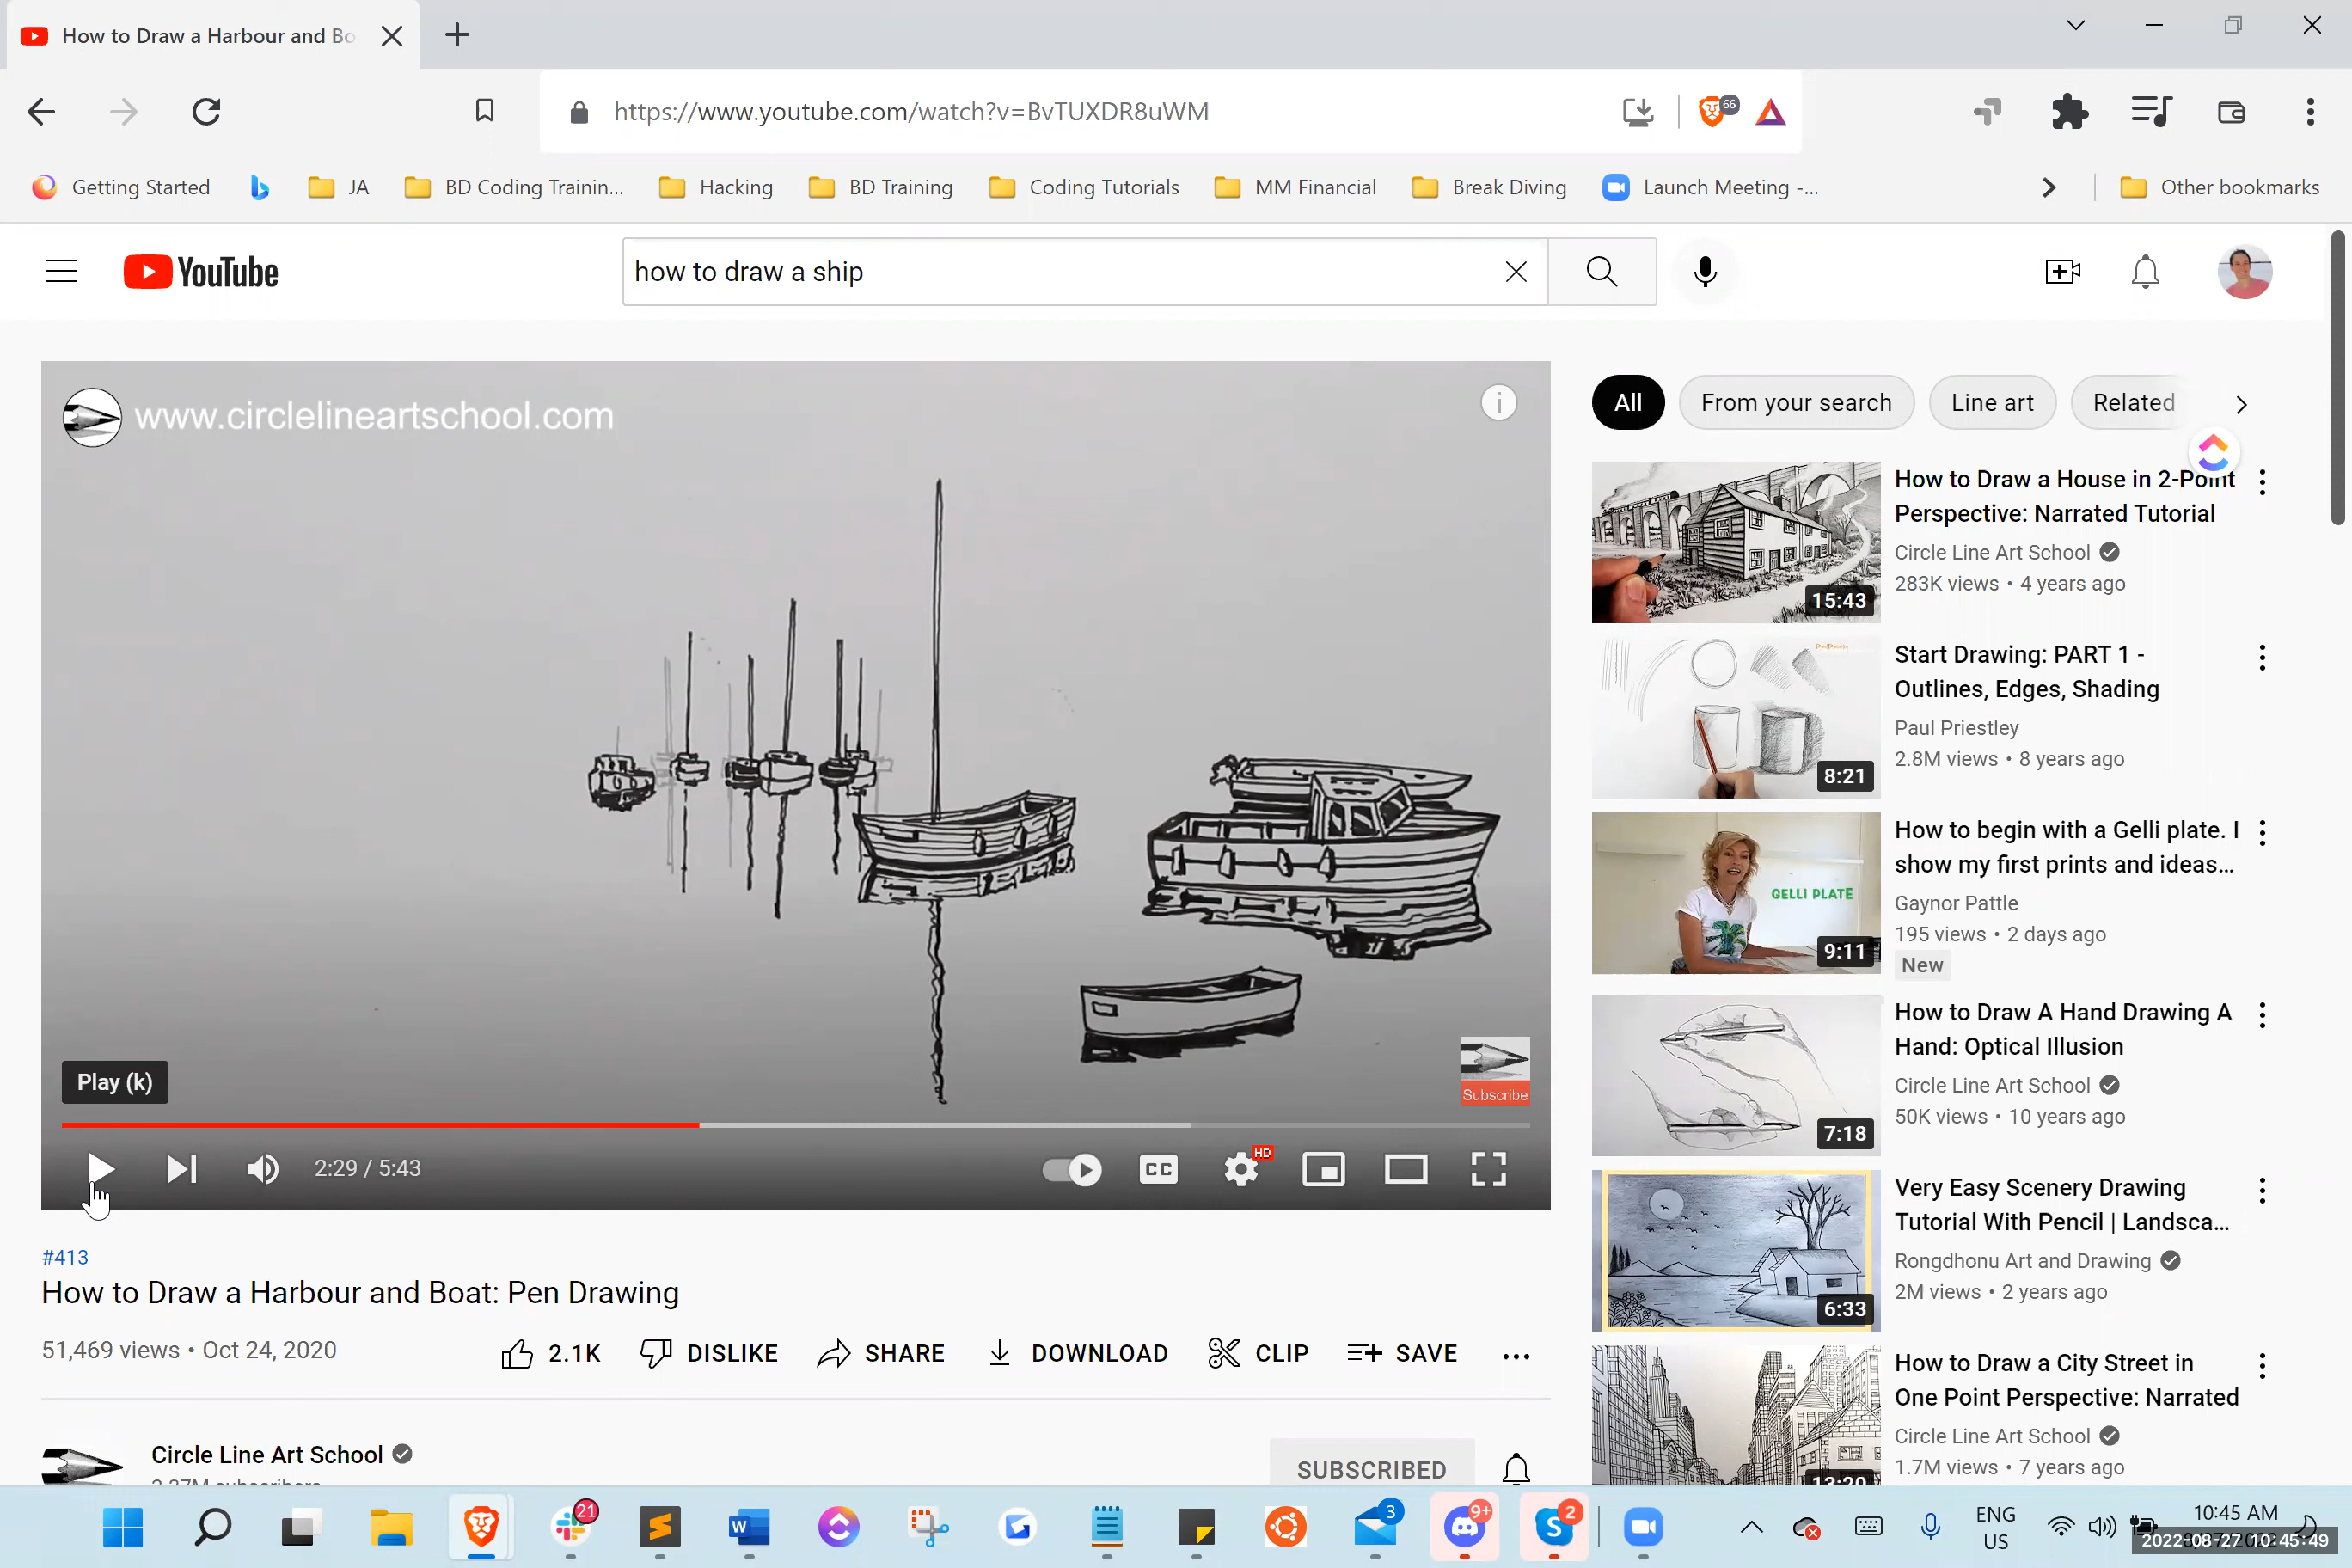 How to Draw a Harbour and Bo
https://www.youtube.com/watch?v=BvTUXDR8uWM
66
Getting Started
JA
BD Coding Trainin...
Hacking
BD Training
Coding Tutorials
MM Financial
Break Diving
Launch Meeting -...
Other bookmarks
YouTube
how to draw a ship
www.circlelineartschool.com
Subscribe
Play (k)
2:29 / 5:43
CC
HD
#413
How to Draw a Harbour and Boat: Pen Drawing
51,469 views • Oct 24, 2020
2.1K
DISLIKE
SHARE
DOWNLOAD
CLIP
SAVE
Circle Line Art School
SUBSCRIBED
All
From your search
Line art
Related
How to Draw a House in 2-Point
Perspective: Narrated Tutorial
Circle Line Art School
283K views • 4 years ago
15:43
Start Drawing: PART 1 -
Outlines, Edges, Shading
Paul Priestley
2.8M views • 8 years ago
8:21
How to begin with a Gelli plate. I
show my first prints and ideas...
Gaynor Pattle
195 views • 2 days ago
New
GELLI PLATE
9:11
How to Draw A Hand Drawing A
Hand: Optical Illusion
Circle Line Art School
50K views • 10 years ago
7:18
Very Easy Scenery Drawing
Tutorial With Pencil | Landsca...
Rongdhonu Art and Drawing
2M views • 2 years ago
6:33
How to Draw a City Street in
One Point Perspective: Narrated
Circle Line Art School
1.7M views • 7 years ago
13:20
21
W
3
9+
S
2
ENG
US
10:45 AM
2022-08-27 10:45:49